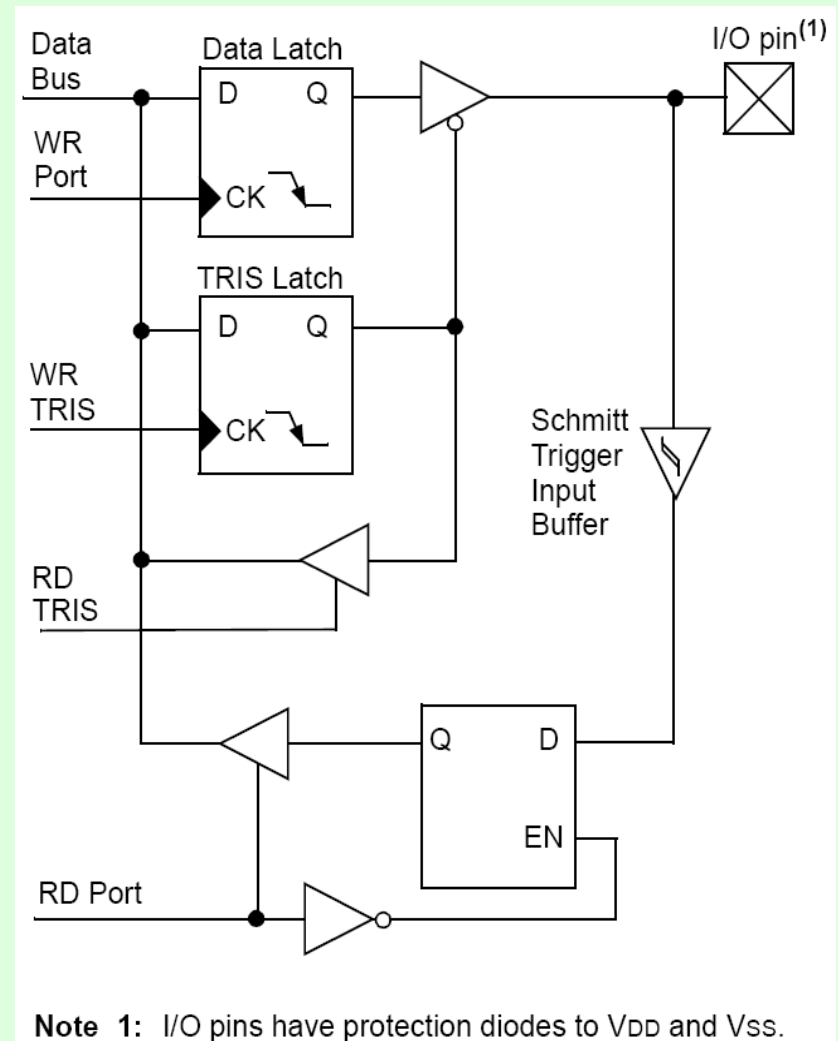 Data Bus
Data Latch
I/O pin(1)
D Q
WR Port
CK
TRIS Latch
D Q
WR TRIS
CK
Schmitt Trigger Input Buffer
RD TRIS
Q D
EN
RD Port
Note 1: I/O pins have protection diodes to VDD and VSS.